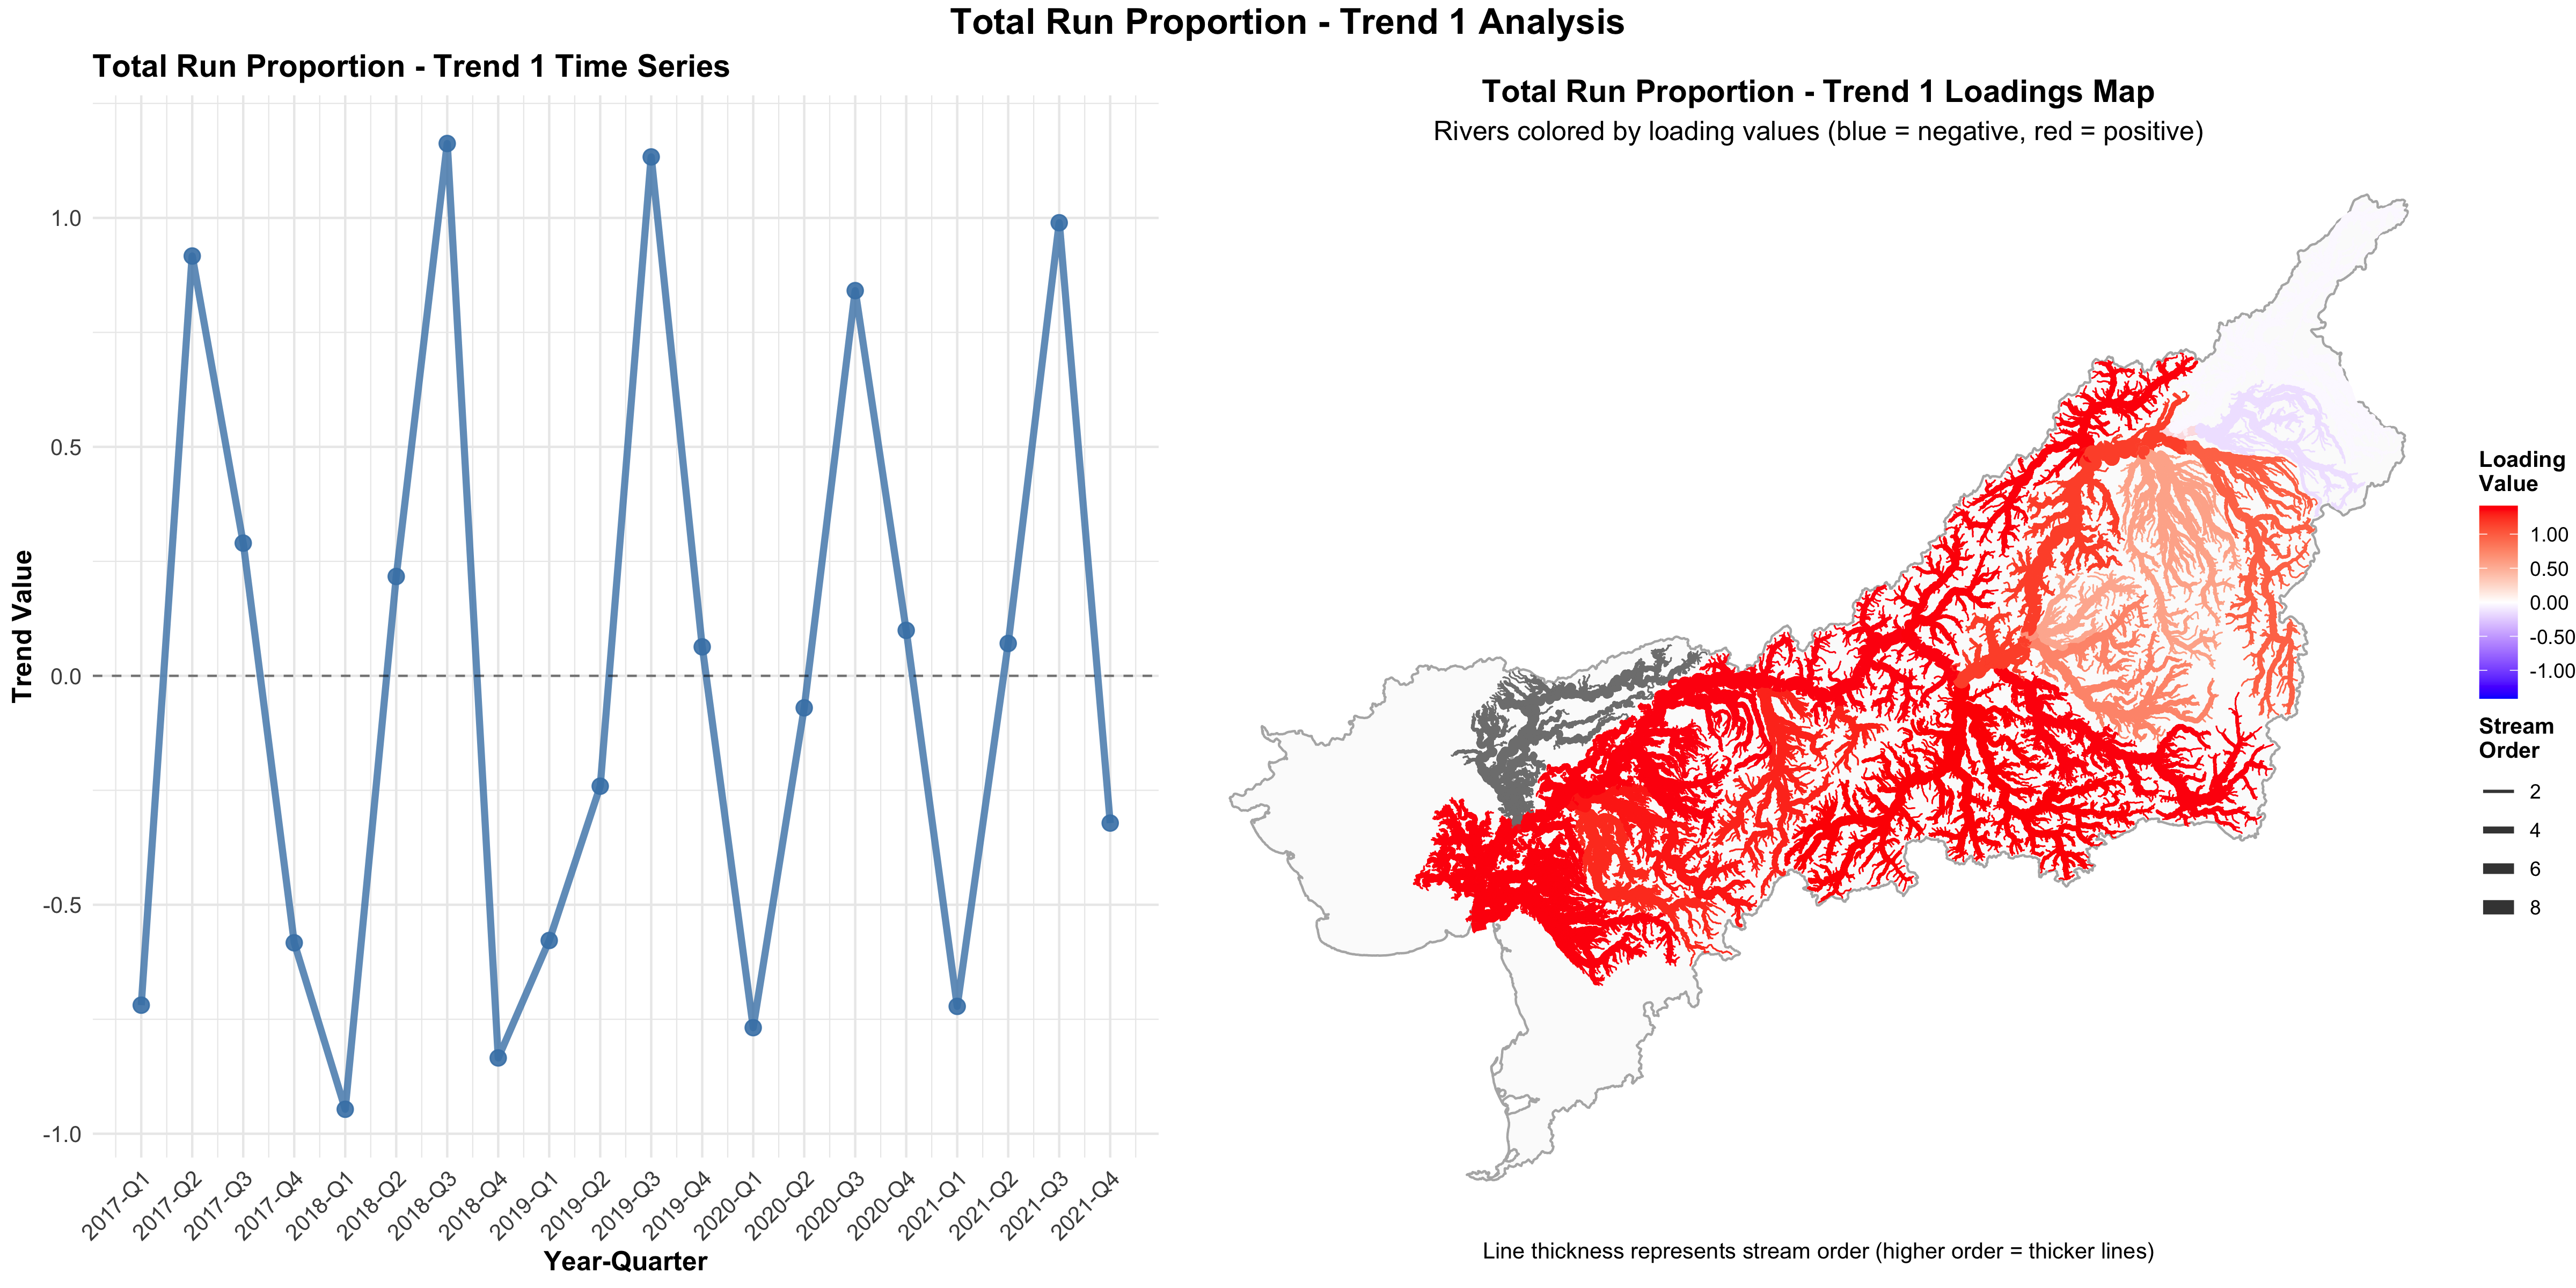 Total Run Proportion - Trend 1 Analysis
Total Run Proportion - Trend 1 Time Series
Trend Value
1.0
0.5
0.0
-0.5
-1.0
2017-Q1
2017-Q2
2017-Q3
2017-Q4
2018-Q1
2018-Q2
2018-Q3
2018-Q4
2019-Q1
2019-Q2
2019-Q3
2019-Q4
2020-Q1
2020-Q2
2020-Q3
2020-Q4
2021-Q1
2021-Q2
2021-Q3
2021-Q4
Year-Quarter
Total Run Proportion - Trend 1 Loadings Map
Rivers colored by loading values (blue = negative, red = positive)
Loading
Value
1.00
0.50
0.00
-0.50
-1.00
Stream
Order
2
4
6
8
Line thickness represents stream order (higher order = thicker lines)